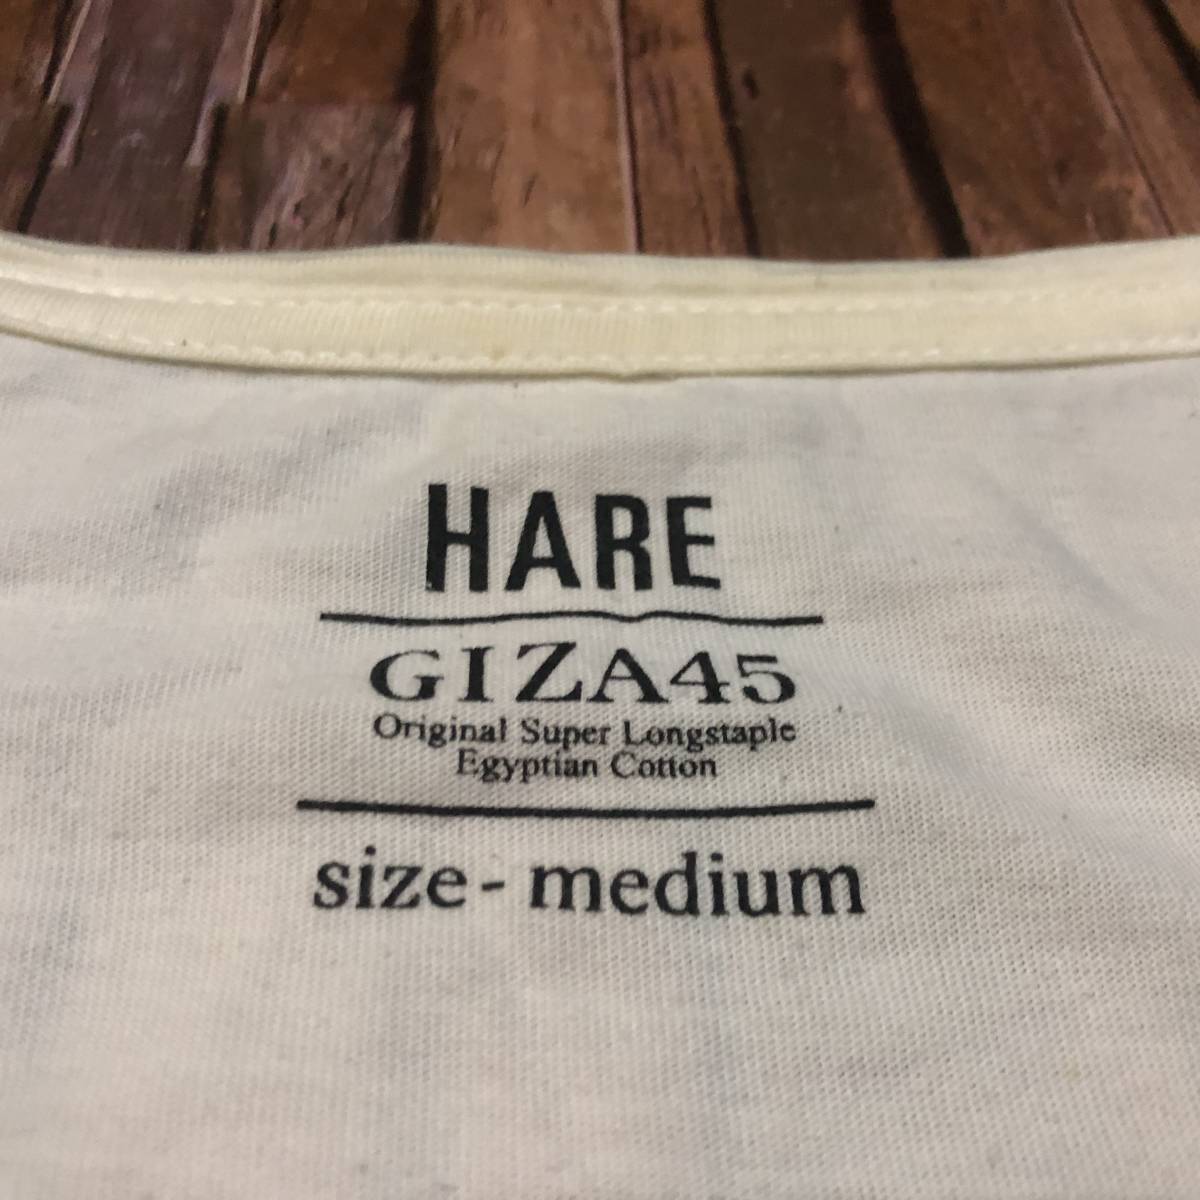 HARE
GIZA45
Original Super Longstaple
Egyptian Cotton
size - medium